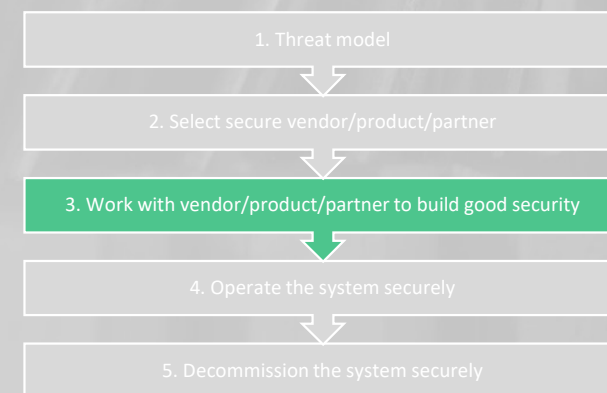 1. Threat model
2. Select secure vendor/product/partner
3. Work with vendor/product/partner to build good security
4. Operate the system securely
5. Decommission the system securely